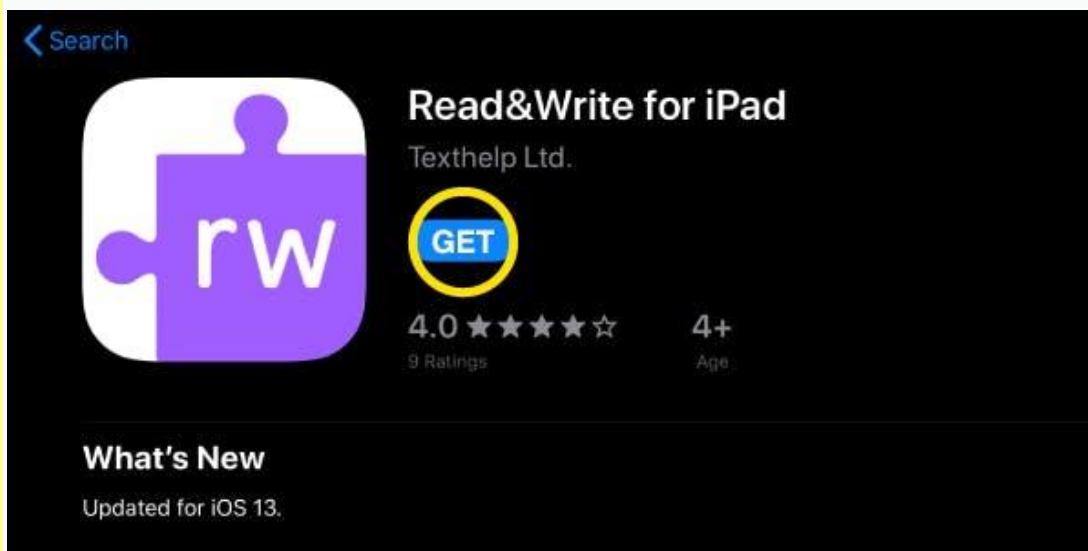 Search
rw
Read&Write for iPad
Texthelp Ltd.
GET
4.0 ★★★★☆
9 Ratings
4+
Age
What's New
Updated for iOS 13.